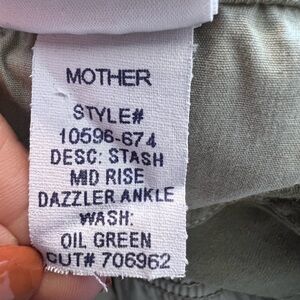 MOTHER
STYLE#
10596-674
DESC: STASH
MID RISE
DAZZLER ANKLE
WASH:
OIL GREEN
CUT# 706962